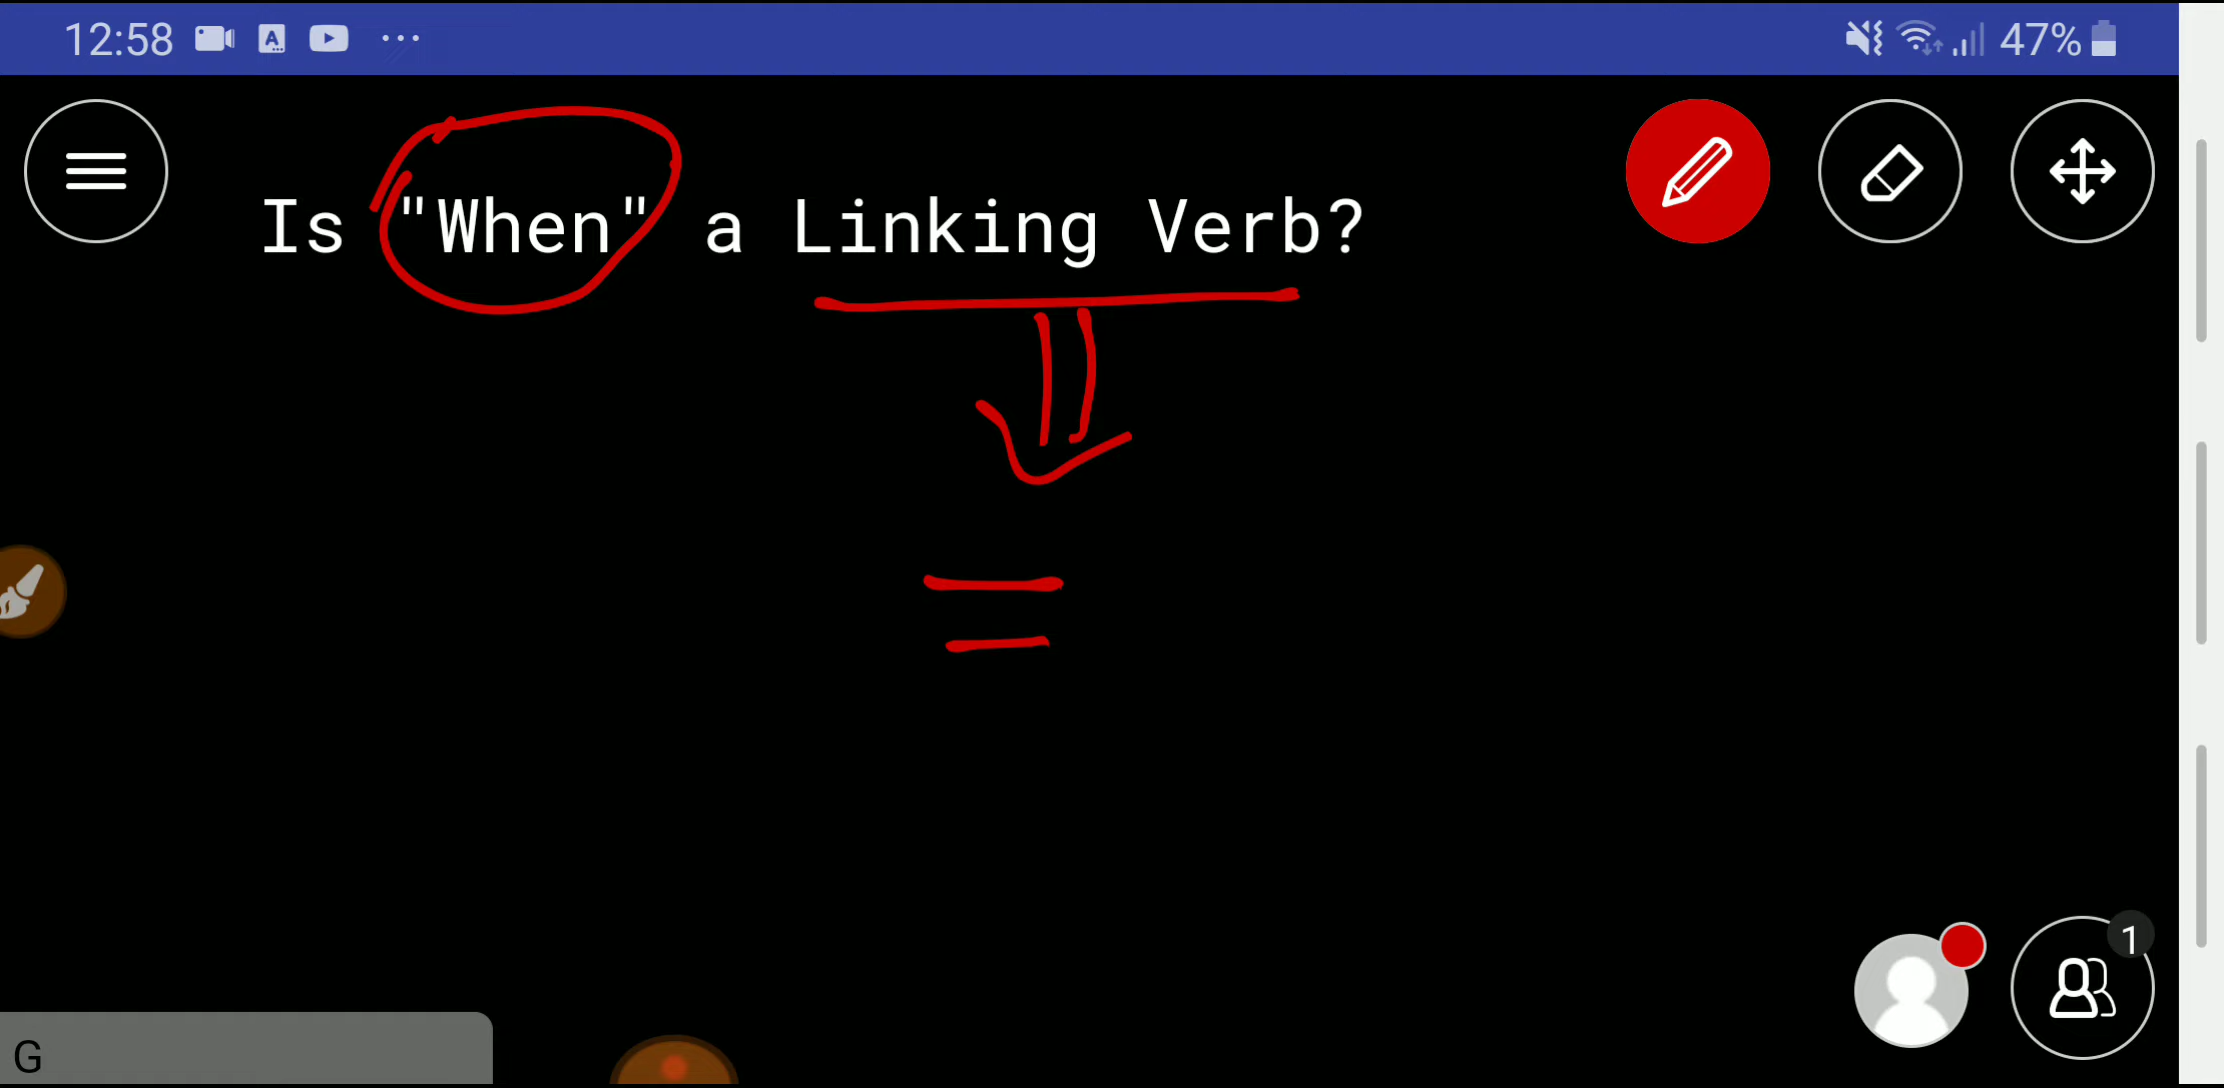 12:58 A 47%
Is "When" a Linking Verb?
=
1
G